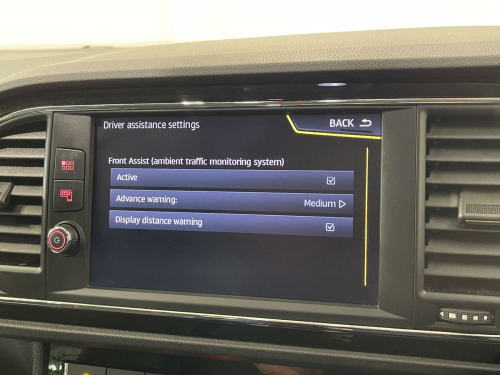 Driver assistance settings
BACK
Front Assist (ambient traffic monitoring system)
Active
Advance warning: Medium
Display distance warning